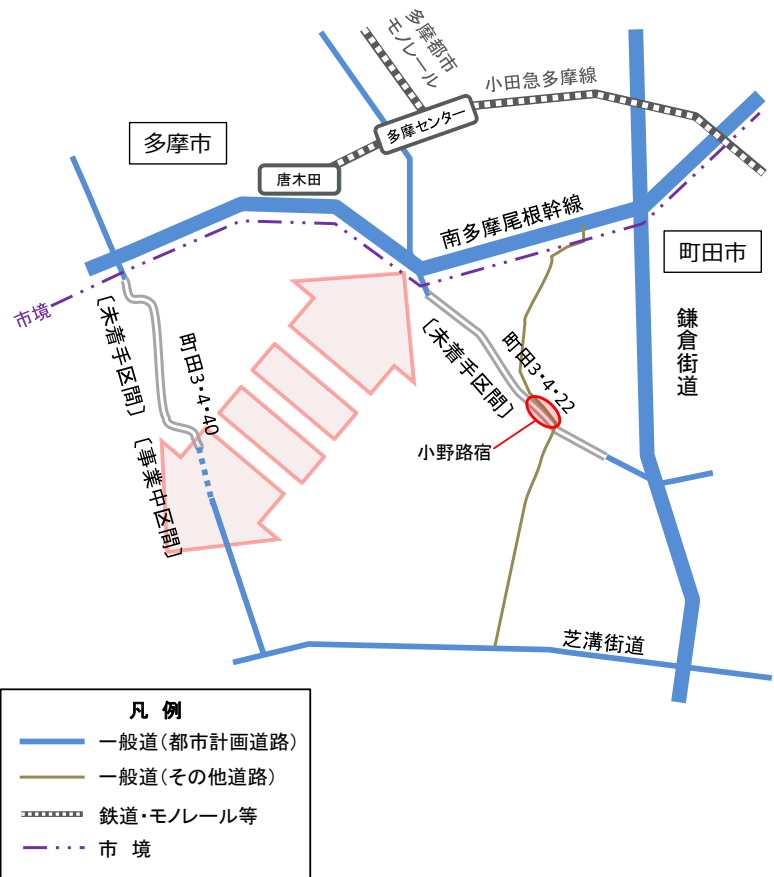 多摩都市
モノレール
小田急多摩線
多摩センター
多摩市
唐木田
南多摩尾根幹線
町田市
市境
〔未着手区間〕
町田3・4・40
〔未着手区間〕
町田3・4・22
鎌倉街道
小野路宿
〔事業中区間〕
芝溝街道
凡 例
一般道(都市計画道路)
一般道(その他道路)
鉄道・モノレール等
市 境